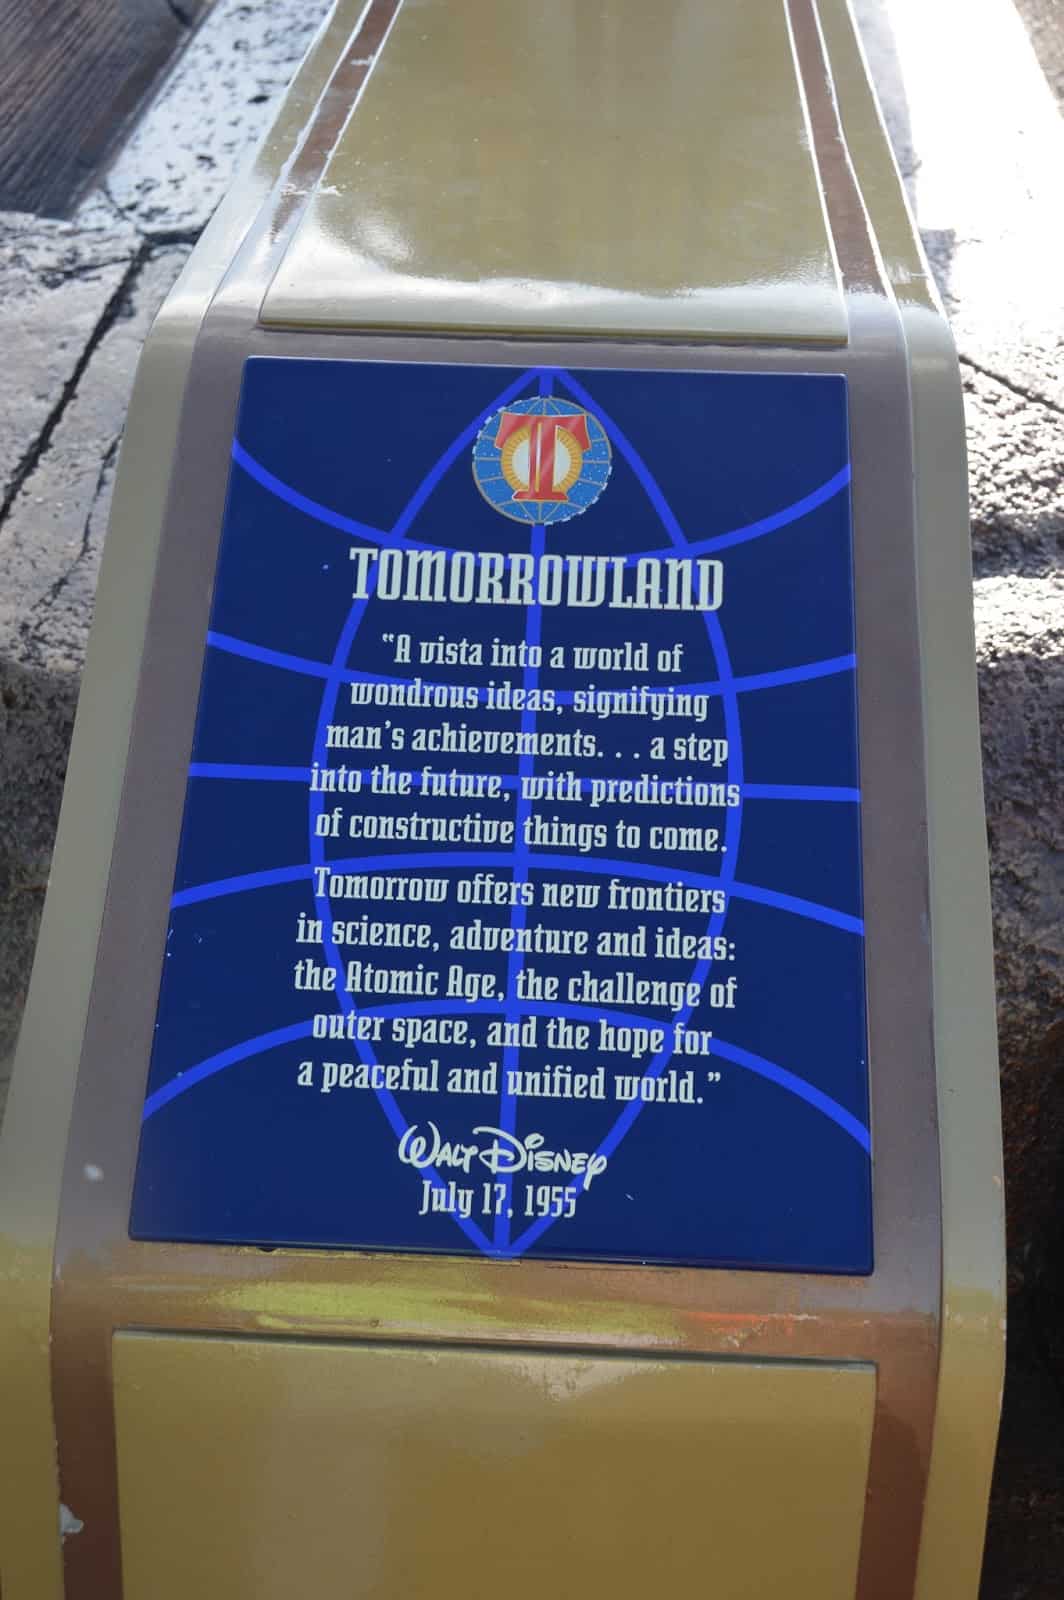 T
TOMORROWLAND
"A vista into a world of
wondrous ideas, signifying
man's achievements. . . a step
into the future, with predictions
of constructive things to come.
Tomorrow offers new frontiers
in science, adventure and ideas:
the Atomic Age, the challenge of
outer space, and the hope for
a peaceful and unified world."
Walt Disney
July 17, 1955